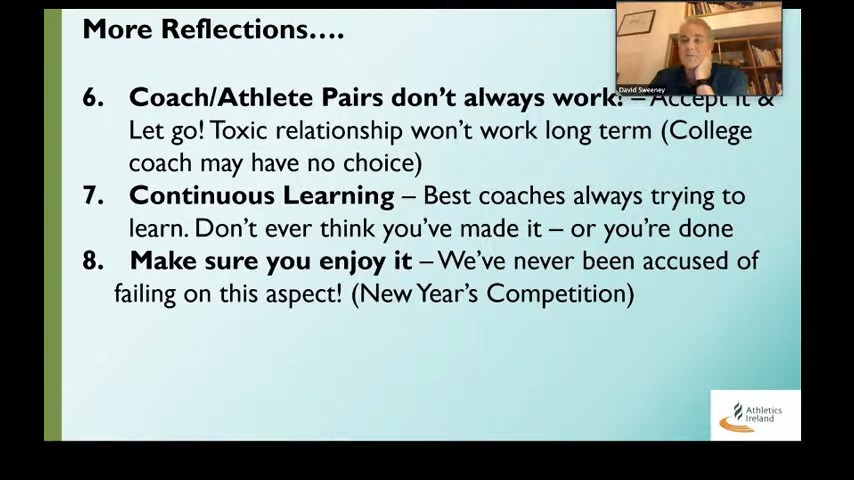 More Reflections….
David Sweeney
6. Coach/Athlete Pairs don't always work! – Accept it &
Let go! Toxic relationship won't work long term (College
coach may have no choice)
7. Continuous Learning – Best coaches always trying to
learn. Don't ever think you've made it – or you're done
8. Make sure you enjoy it – We've never been accused of
failing on this aspect! (New Year's Competition)
Athletics
Ireland